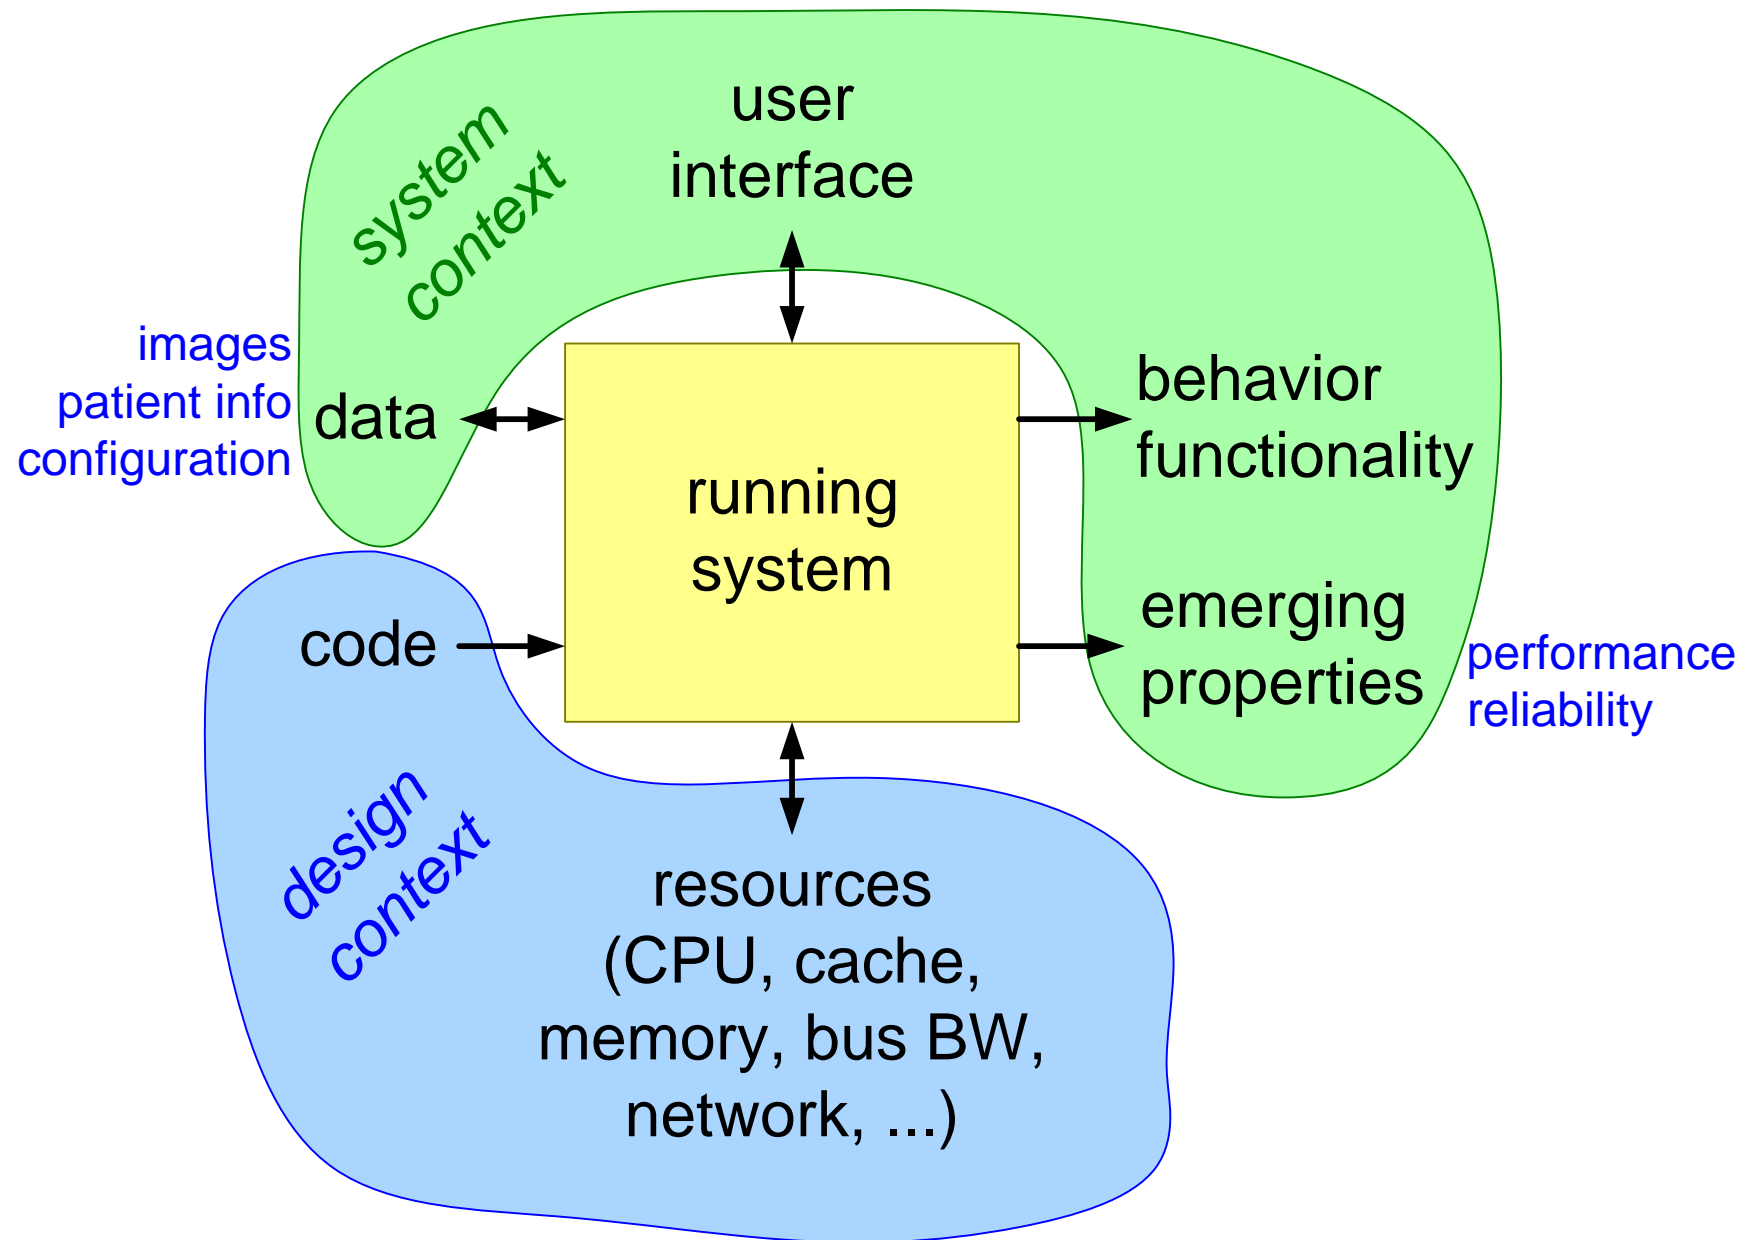 user
interface
system
context
images
patient info
configuration
data
behavior
functionality
running
system
code
emerging
properties
performance
reliability
design
context
resources
(CPU, cache,
memory, bus BW,
network, ...)